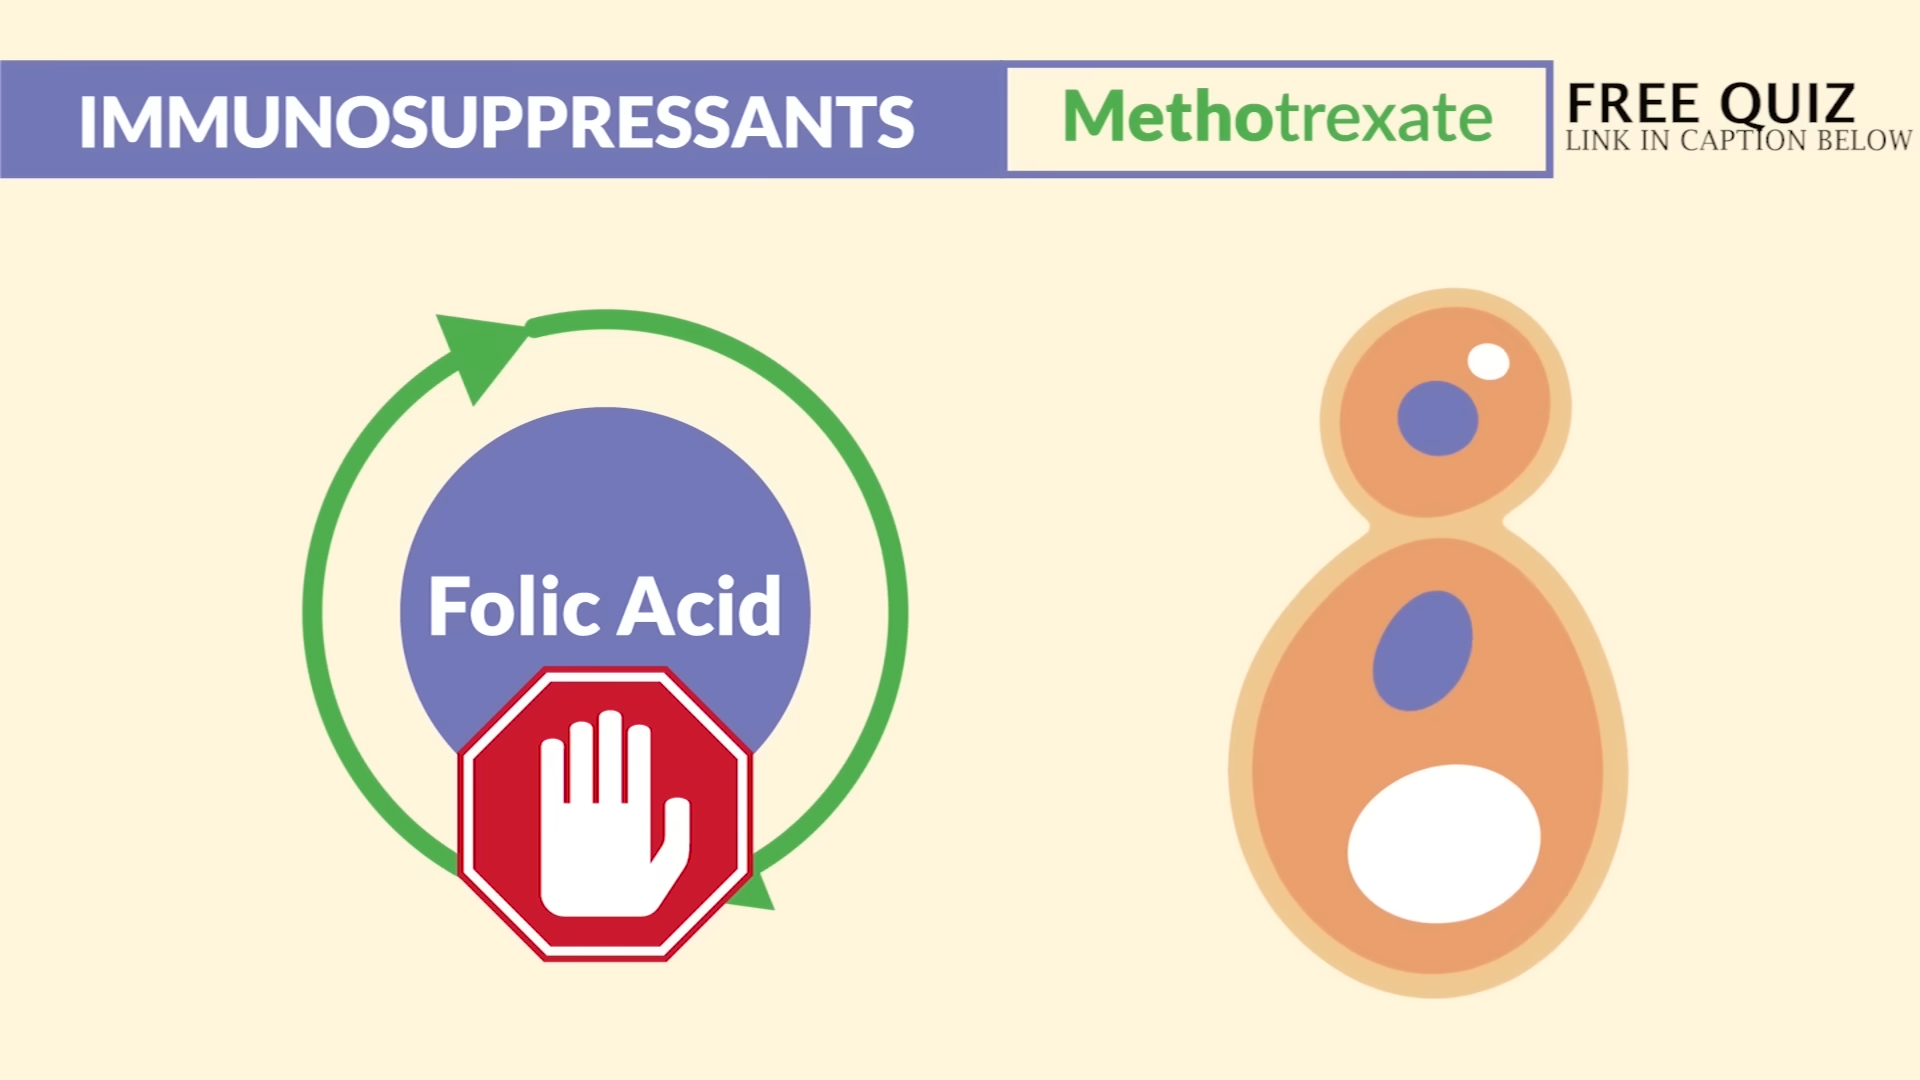 IMMUNOSUPPRESSANTS
Methotrexate
FREE QUIZ
LINK IN CAPTION BELOW
Folic Acid